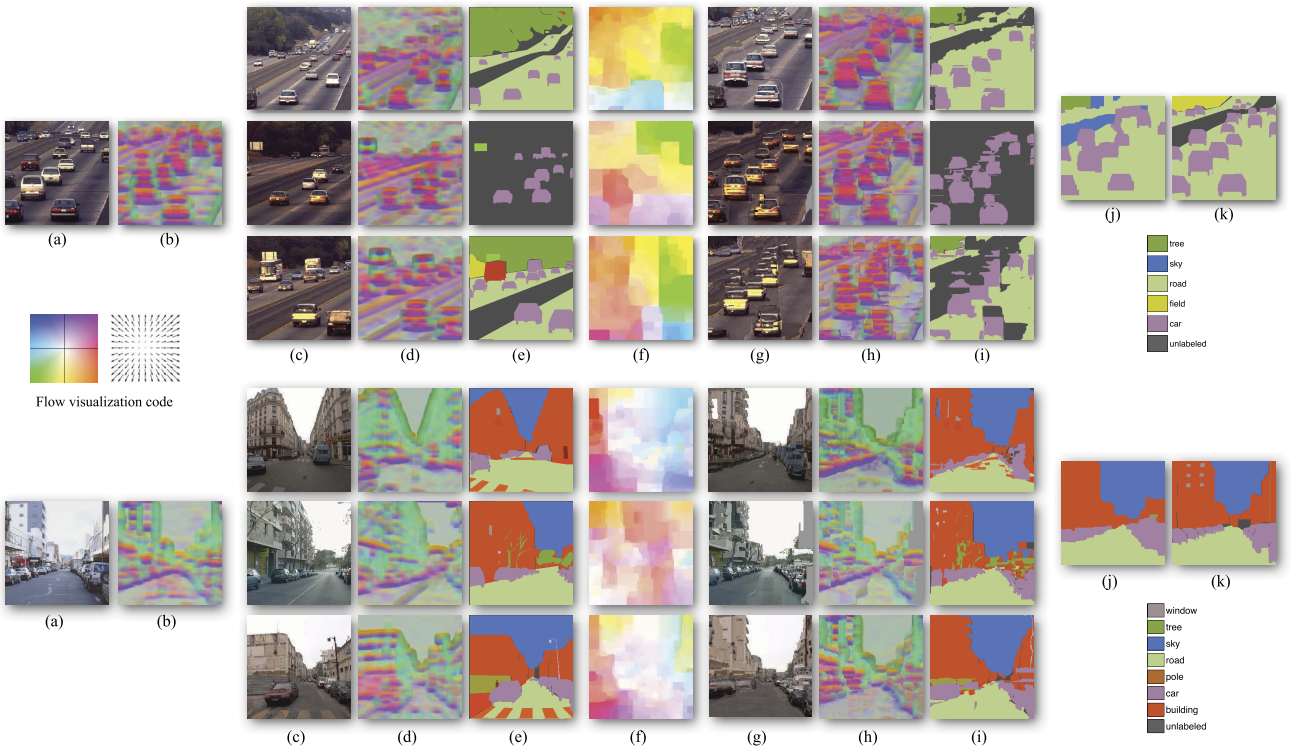 (a)
(b)
(c)
(d)
(e)
(f)
(g)
(h)
(i)
(j)
(k)
tree
sky
road
field
car
unlabeled
Flow visualization code
(a)
(b)
(c)
(d)
(e)
(f)
(g)
(h)
(i)
(j)
(k)
window
tree
sky
road
pole
car
building
unlabeled